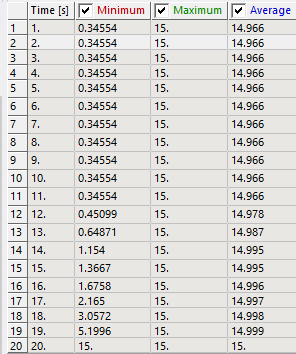 Time [s] Minimum Maximum Average
1 1. 0.34554 15. 14.966
2 2. 0.34554 15. 14.966
3 3. 0.34554 15. 14.966
4 4. 0.34554 15. 14.966
5 5. 0.34554 15. 14.966
6 6. 0.34554 15. 14.966
7 7. 0.34554 15. 14.966
8 8. 0.34554 15. 14.966
9 9. 0.34554 15. 14.966
10 10. 0.34554 15. 14.966
11 11. 0.34554 15. 14.966
12 12. 0.45099 15. 14.978
13 13. 0.64871 15. 14.987
14 14. 1.154 15. 14.995
15 15. 1.3667 15. 14.995
16 16. 1.6758 15. 14.996
17 17. 2.165 15. 14.997
18 18. 3.0572 15. 14.998
19 19. 5.1996 15. 14.999
20 20. 15. 15. 15.